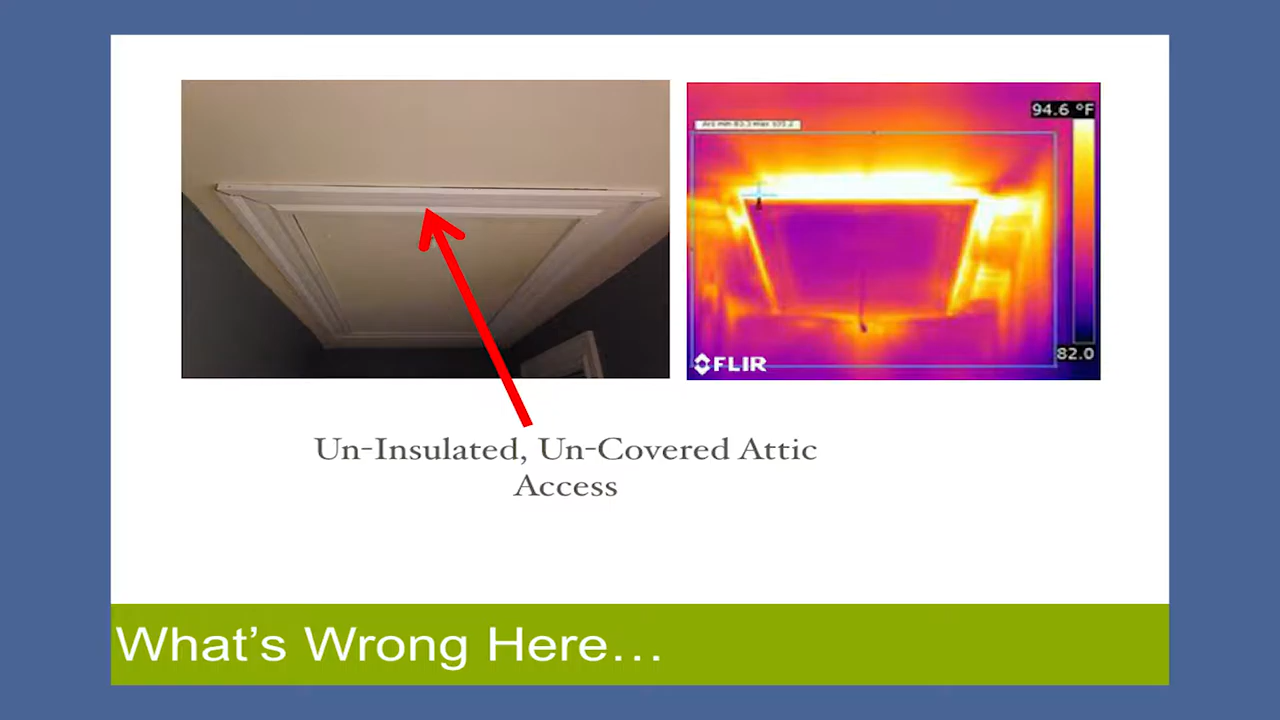 94.6 °F
82.0
FLIR
Un-Insulated, Un-Covered Attic
Access
What's Wrong Here…